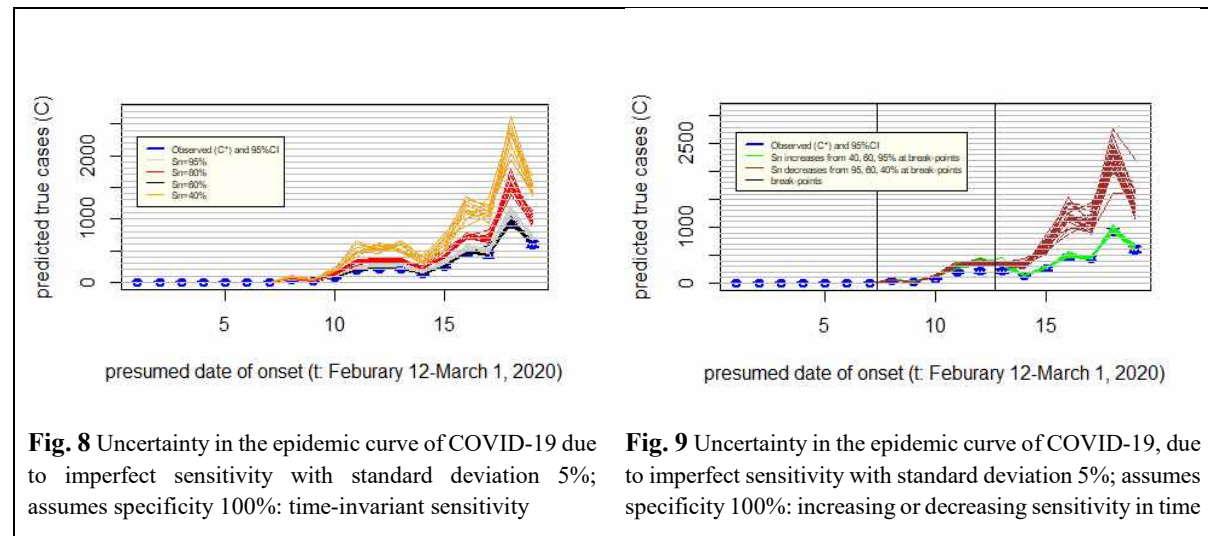 predicted true cases (C)
2000
1000
0
Observed (C*) and 95%CI
Sn=95%
Sn=80%
Sn=60%
Sn=40%
5
10
15
presumed date of onset (t: Feburary 12-March 1, 2020)
Fig. 8 Uncertainty in the epidemic curve of COVID-19 due
to imperfect sensitivity with standard deviation 5%;
assumes specificity 100%: time-invariant sensitivity
predicted true cases (C)
2500
1000
0
Observed (C*) and 95%CI
Sn increases from 40, 60, 95% at break-points
Sn decreases from 95, 60, 40% at break-points
break-points
5
10
15
presumed date of onset (t: Feburary 12-March 1, 2020)
Fig. 9 Uncertainty in the epidemic curve of COVID-19, due
to imperfect sensitivity with standard deviation 5%; assumes
specificity 100%: increasing or decreasing sensitivity in time